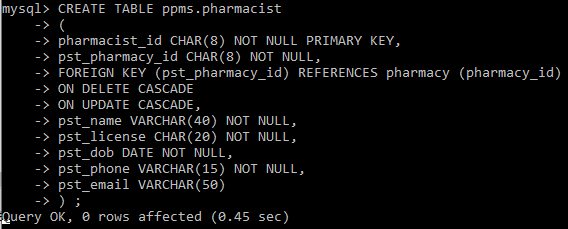 mysql> CREATE TABLE ppms.pharmacist
-> (
-> pharmacist_id CHAR(8) NOT NULL PRIMARY KEY,
-> pst_pharmacy_id CHAR(8) NOT NULL,
-> FOREIGN KEY (pst_pharmacy_id) REFERENCES pharmacy (pharmacy_id)
-> ON DELETE CASCADE
-> ON UPDATE CASCADE,
-> pst_name VARCHAR(40) NOT NULL,
-> pst_license CHAR(20) NOT NULL,
-> pst_dob DATE NOT NULL,
-> pst_phone VARCHAR(15) NOT NULL,
-> pst_email VARCHAR(50)
-> ) ;
Query OK, 0 rows affected (0.45 sec)